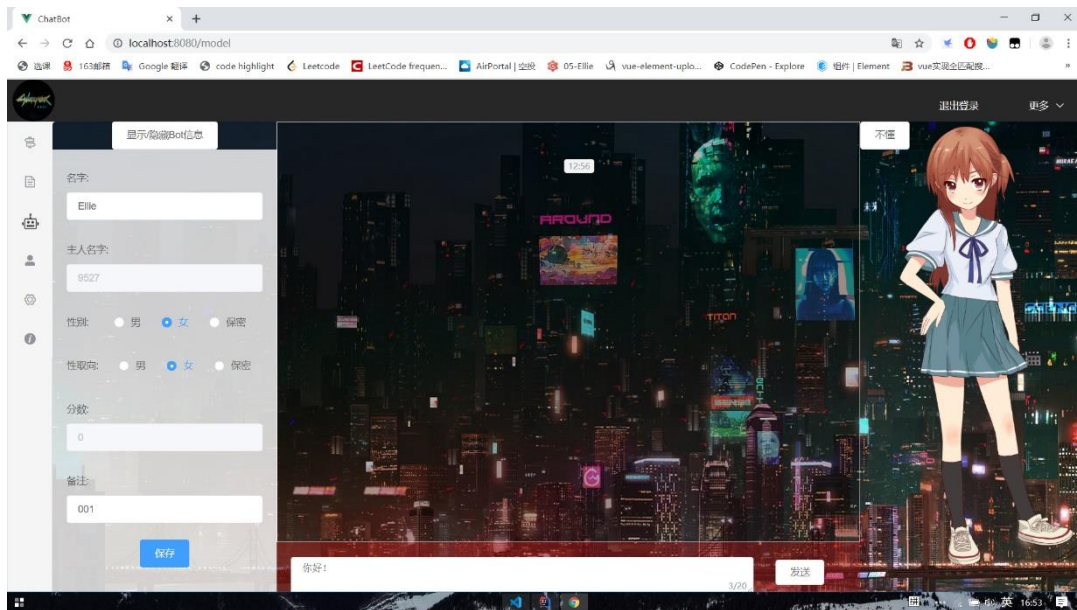 ChatBot
localhost:8080/model
选课
163邮箱
Google 翻译
code highlight
Leetcode
LeetCode frequen...
AirPortal | 空投
05-Ellie
vue-element-uplo...
CodePen - Explore
组件 | Element
vue实现全匹配搜...
退出登录
更多
显示/隐藏Bot信息
不懂
12:56
名字:
Ellie
AROUND
主人名字:
9527
TITAN
性别:
男
女
保密
性取向:
男
女
保密
分数:
0
备注:
001
保存
你好1
3/20
发送
英
16:53